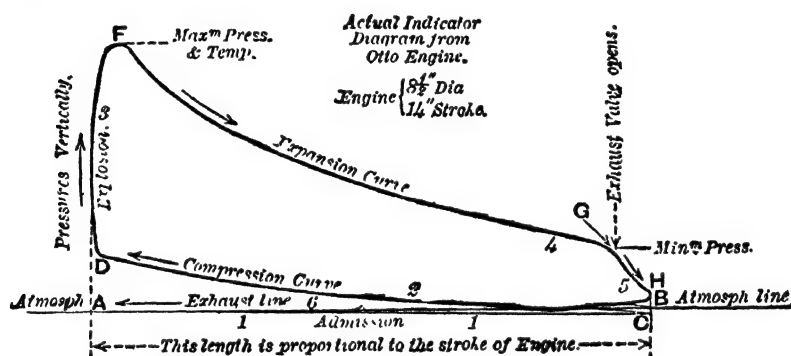 F
Maxᵐ Press.
& Temp.
Actual Indicator
Diagram from
Otto Engine.
Engine { 8½" Dia
14" Stroke.
Exhaust Valve opens.
Pressures Vertically.
Explosion. 3
Expansion Curve
G
4
Minᵐ Press.
D
Compression Curve
2
5
H
B
Atmosph A
Exhaust line 6
Atmosph line
C
1 Admission 1
This length is proportional to the stroke of Engine.